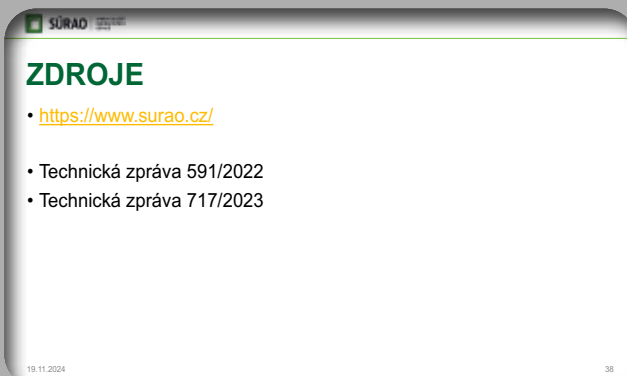 SÚRAO
ZDROJE
• https://www.surao.cz/
• Technická zpráva 591/2022
• Technická zpráva 717/2023
19.11.2024
38